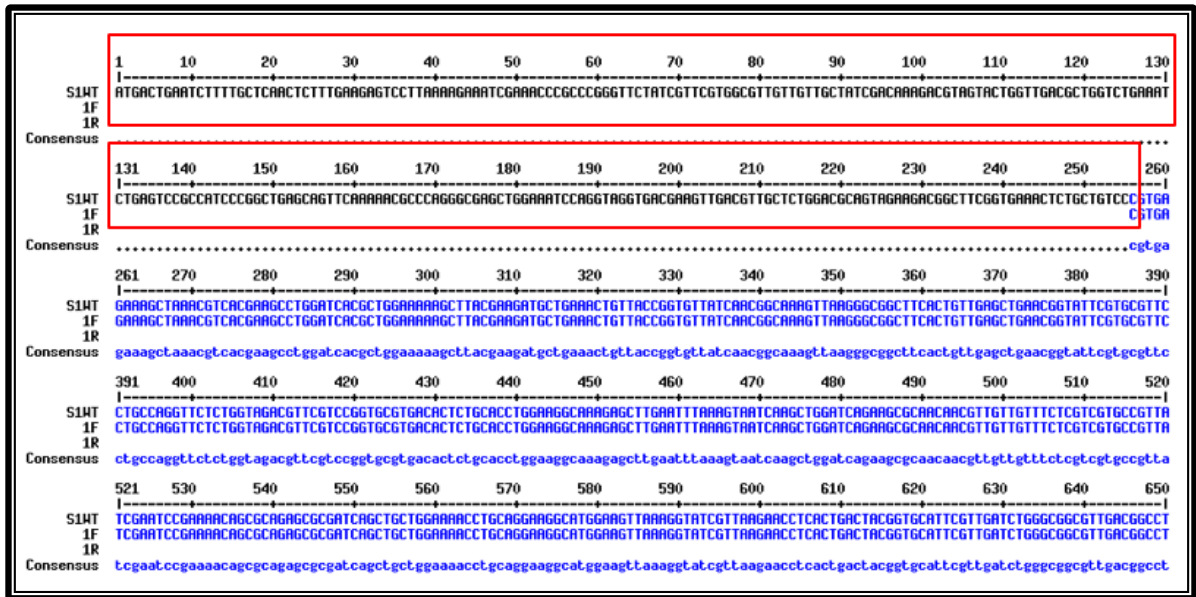 1 10 20 30 40 50 60 70 80 90 100 110 120 130
|--------+---------+---------+---------+---------+---------+---------+---------+---------+---------+---------+---------+---------|
S1WT ATGACTGAATCTTTTGCTCAACTCTTTGAAGAGTCCTTAAAAGAAATCGAAACCCGCCCGGGTTCTATCGTTCGTGGCGTTGTTGTTGCTATCGACAAAGACGTAGTACTGGTTGACGCTGGTCTGAAAT
1F
1R
Consensus ..................................................................................................................................
131 140 150 160 170 180 190 200 210 220 230 240 250 260
|--------+---------+---------+---------+---------+---------+---------+---------+---------+---------+---------+---------+---------|
S1WT CTGAGTCCGCCATCCCGGCTGAGCAGTTCAAAAACGCCCAGGGCGAGCTGGAAATCCAGGTAGGTGACGAAGTTGACGTTGCTCTGGACGCAGTAGAAGACGGCTTCGGTGAAACTCTGCTGTCCCGTGA
1F CGTGA
1R
Consensus .............................................................................................................................cgtga
261 270 280 290 300 310 320 330 340 350 360 370 380 390
|--------+---------+---------+---------+---------+---------+---------+---------+---------+---------+---------+---------+---------|
S1WT GAAAGCTAAACGTCACGAAGCCTGGATCACGCTGGAAAAAGCTTACGAAGATGCTGAAACTGTTACCGGTGTTATCAACGGCAAAGTTAAGGGCGGCTTCACTGTTGAGCTGAACGGTATTCGTGCGTTC
1F GAAAGCTAAACGTCACGAAGCCTGGATCACGCTGGAAAAAGCTTACGAAGATGCTGAAACTGTTACCGGTGTTATCAACGGCAAAGTTAAGGGCGGCTTCACTGTTGAGCTGAACGGTATTCGTGCGTTC
1R
Consensus gaaagctaaacgtcacgaagcctggatcacgctggaaaaagcttacgaagatgctgaaactgttaccggtgttatcaacggcaaagttaagggcggcttcactgttgagctgaacggtattcgtgcgttc
391 400 410 420 430 440 450 460 470 480 490 500 510 520
|--------+---------+---------+---------+---------+---------+---------+---------+---------+---------+---------+---------+---------|
S1WT CTGCCAGGTTCTCTGGTAGACGTTCGTCCGGTGCGTGACACTCTGCACCTGGAAGGCAAAGAGCTTGAATTTAAAGTAATCAAGCTGGATCAGAAGCGCAACAACGTTGTTGTTTCTCGTCGTGCCGTTA
1F CTGCCAGGTTCTCTGGTAGACGTTCGTCCGGTGCGTGACACTCTGCACCTGGAAGGCAAAGAGCTTGAATTTAAAGTAATCAAGCTGGATCAGAAGCGCAACAACGTTGTTGTTTCTCGTCGTGCCGTTA
1R
Consensus ctgccaggttctctggtagacgttcgtccggtgcgtgacactctgcacctggaaggcaaagagcttgaatttaaagtaatcaagctggatcagaagcgcaacaacgttgttgtttctcgtcgtgccgtta
521 530 540 550 560 570 580 590 600 610 620 630 640 650
|--------+---------+---------+---------+---------+---------+---------+---------+---------+---------+---------+---------+---------|
S1WT TCGAATCCGAAAACAGCGCAGAGCGCGATCAGCTGCTGGAAAACCTGCAGGAAGGCATGGAAGTTAAAGGTATCGTTAAGAACCTCACTGACTACGGTGCATTCGTTGATCTGGGCGGCGTTGACGGCCT
1F TCGAATCCGAAAACAGCGCAGAGCGCGATCAGCTGCTGGAAAACCTGCAGGAAGGCATGGAAGTTAAAGGTATCGTTAAGAACCTCACTGACTACGGTGCATTCGTTGATCTGGGCGGCGTTGACGGCCT
1R
Consensus tcgaatccgaaaacagcgcagagcgcgatcagctgctggaaaacctgcaggaaggcatggaagttaaaggtatcgttaagaacctcactgactacggtgcattcgttgatctgggcggcgttgacggcct